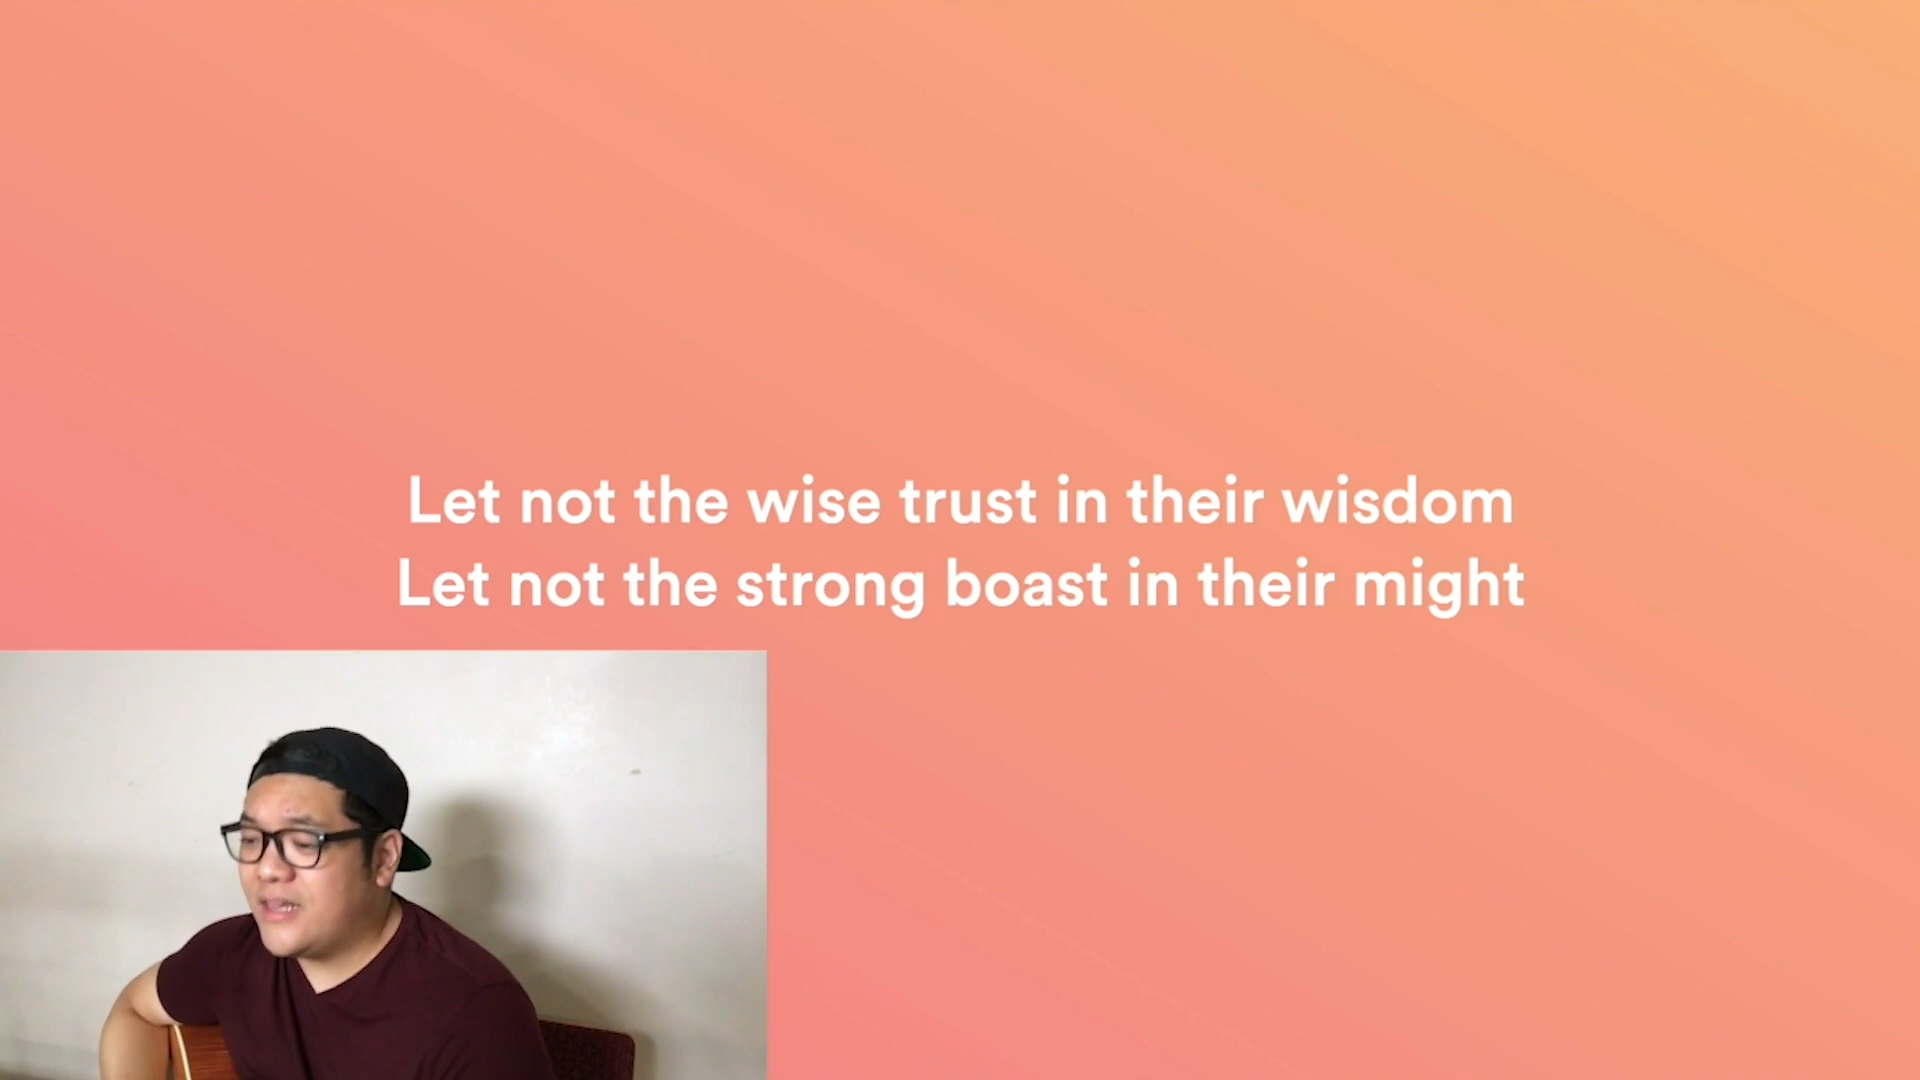 Let not the wise trust in their wisdom
Let not the strong boast in their might